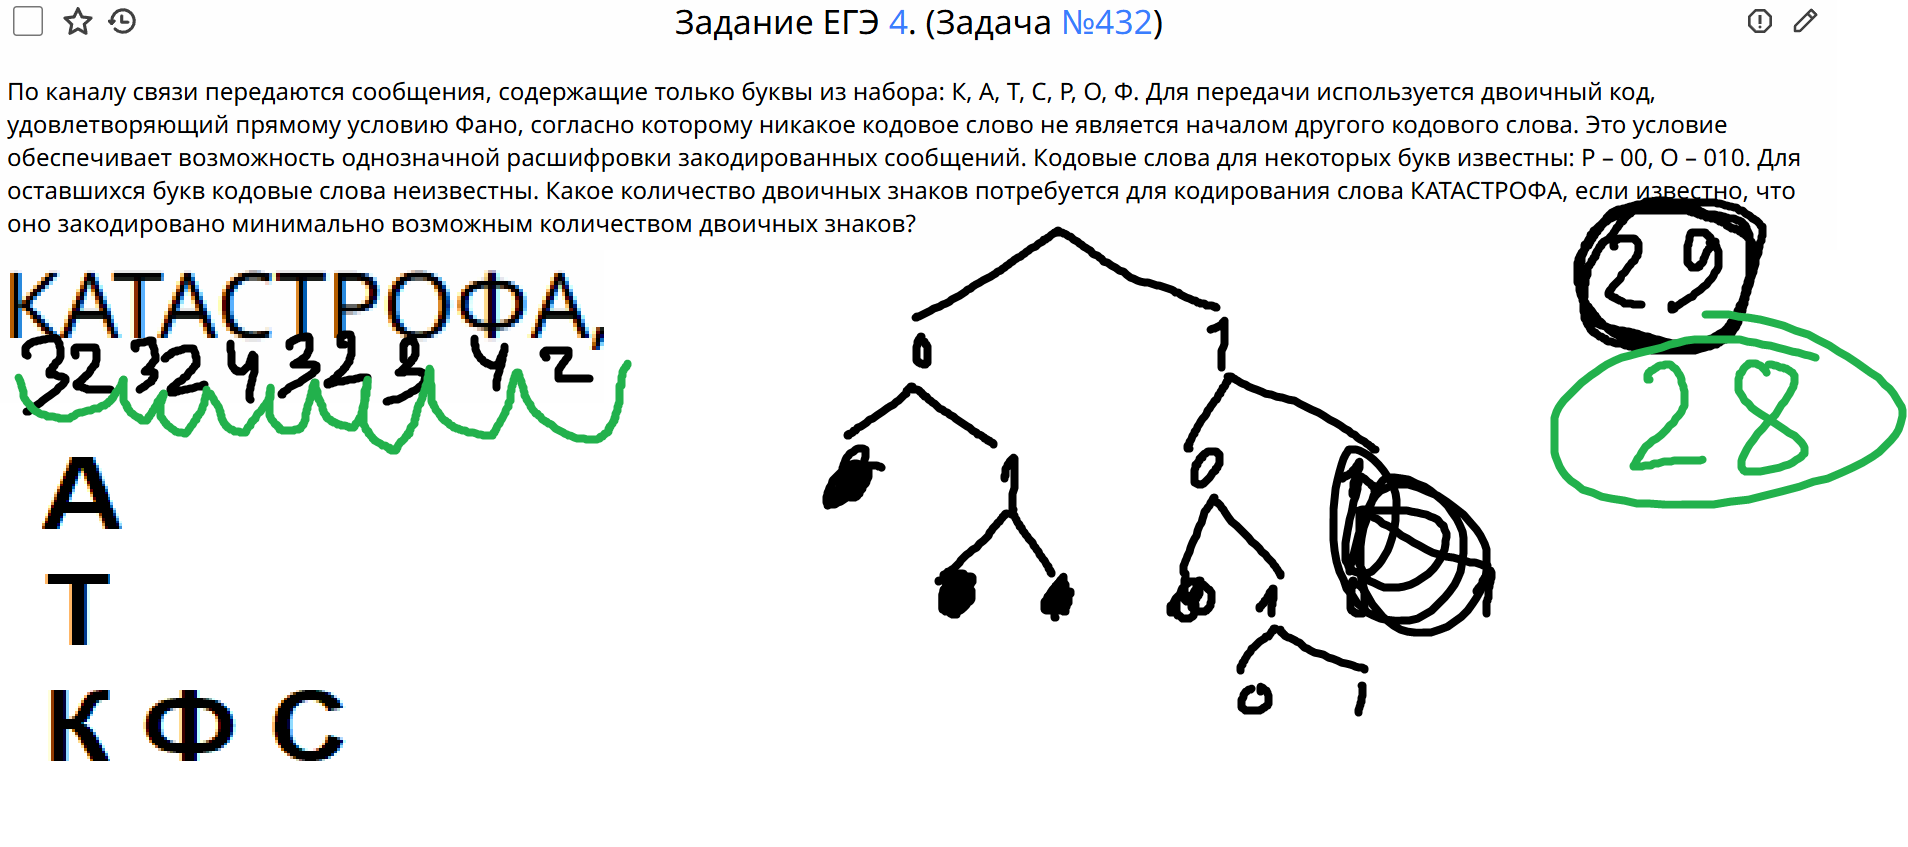 Задание ЕГЭ 4. (Задача №432)
По каналу связи передаются сообщения, содержащие только буквы из набора: К, А, Т, С, Р, О, Ф. Для передачи используется двоичный код,
удовлетворяющий прямому условию Фано, согласно которому никакое кодовое слово не является началом другого кодового слова. Это условие
обеспечивает возможность однозначной расшифровки закодированных сообщений. Кодовые слова для некоторых букв известны: Р – 00, О – 010. Для
оставшихся букв кодовые слова неизвестны. Какое количество двоичных знаков потребуется для кодирования слова КАТАСТРОФА, если известно, что
оно закодировано минимально возможным количеством двоичных знаков?
29
КАТАСТРОФА,
3 2 3 2 4 3 2 3 4 2
28
0 1
1 0 1
0 1 1
0 1
А
Т
К Ф С